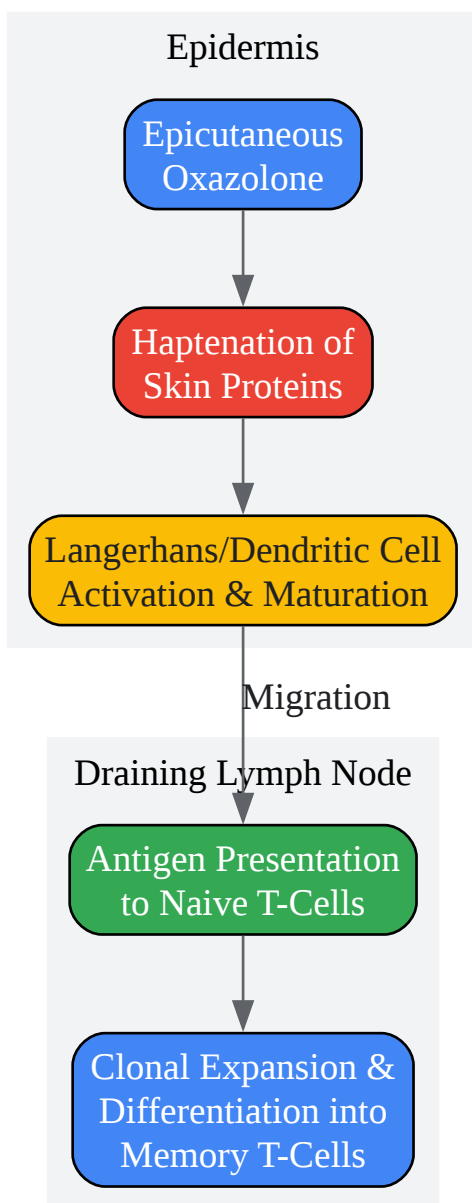 Epidermis
Epicutaneous
Oxazolone
Haptenation of
Skin Proteins
Langerhans/Dendritic Cell
Activation & Maturation
Migration
Draining Lymph Node
Antigen Presentation
to Naive T-Cells
Clonal Expansion &
Differentiation into
Memory T-Cells